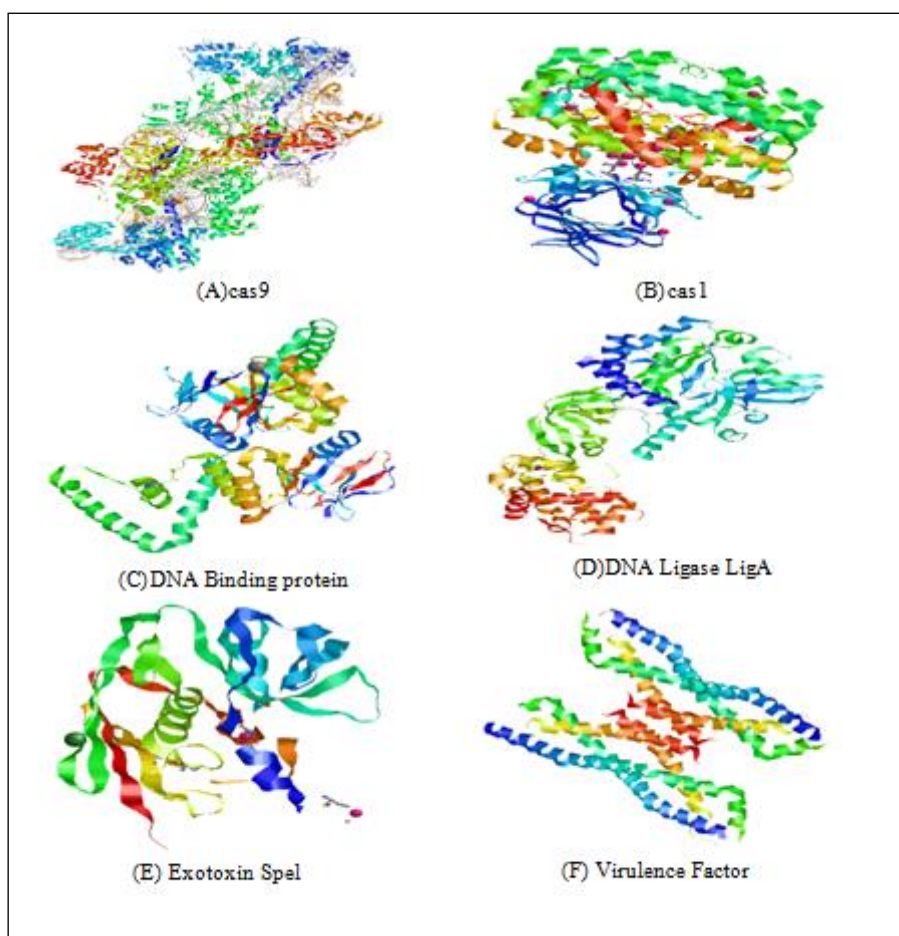 (A)cas9
(B)cas1
(C)DNA Binding protein
(D)DNA Ligase LigA
(E) Exotoxin SpeI
(F) Virulence Factor